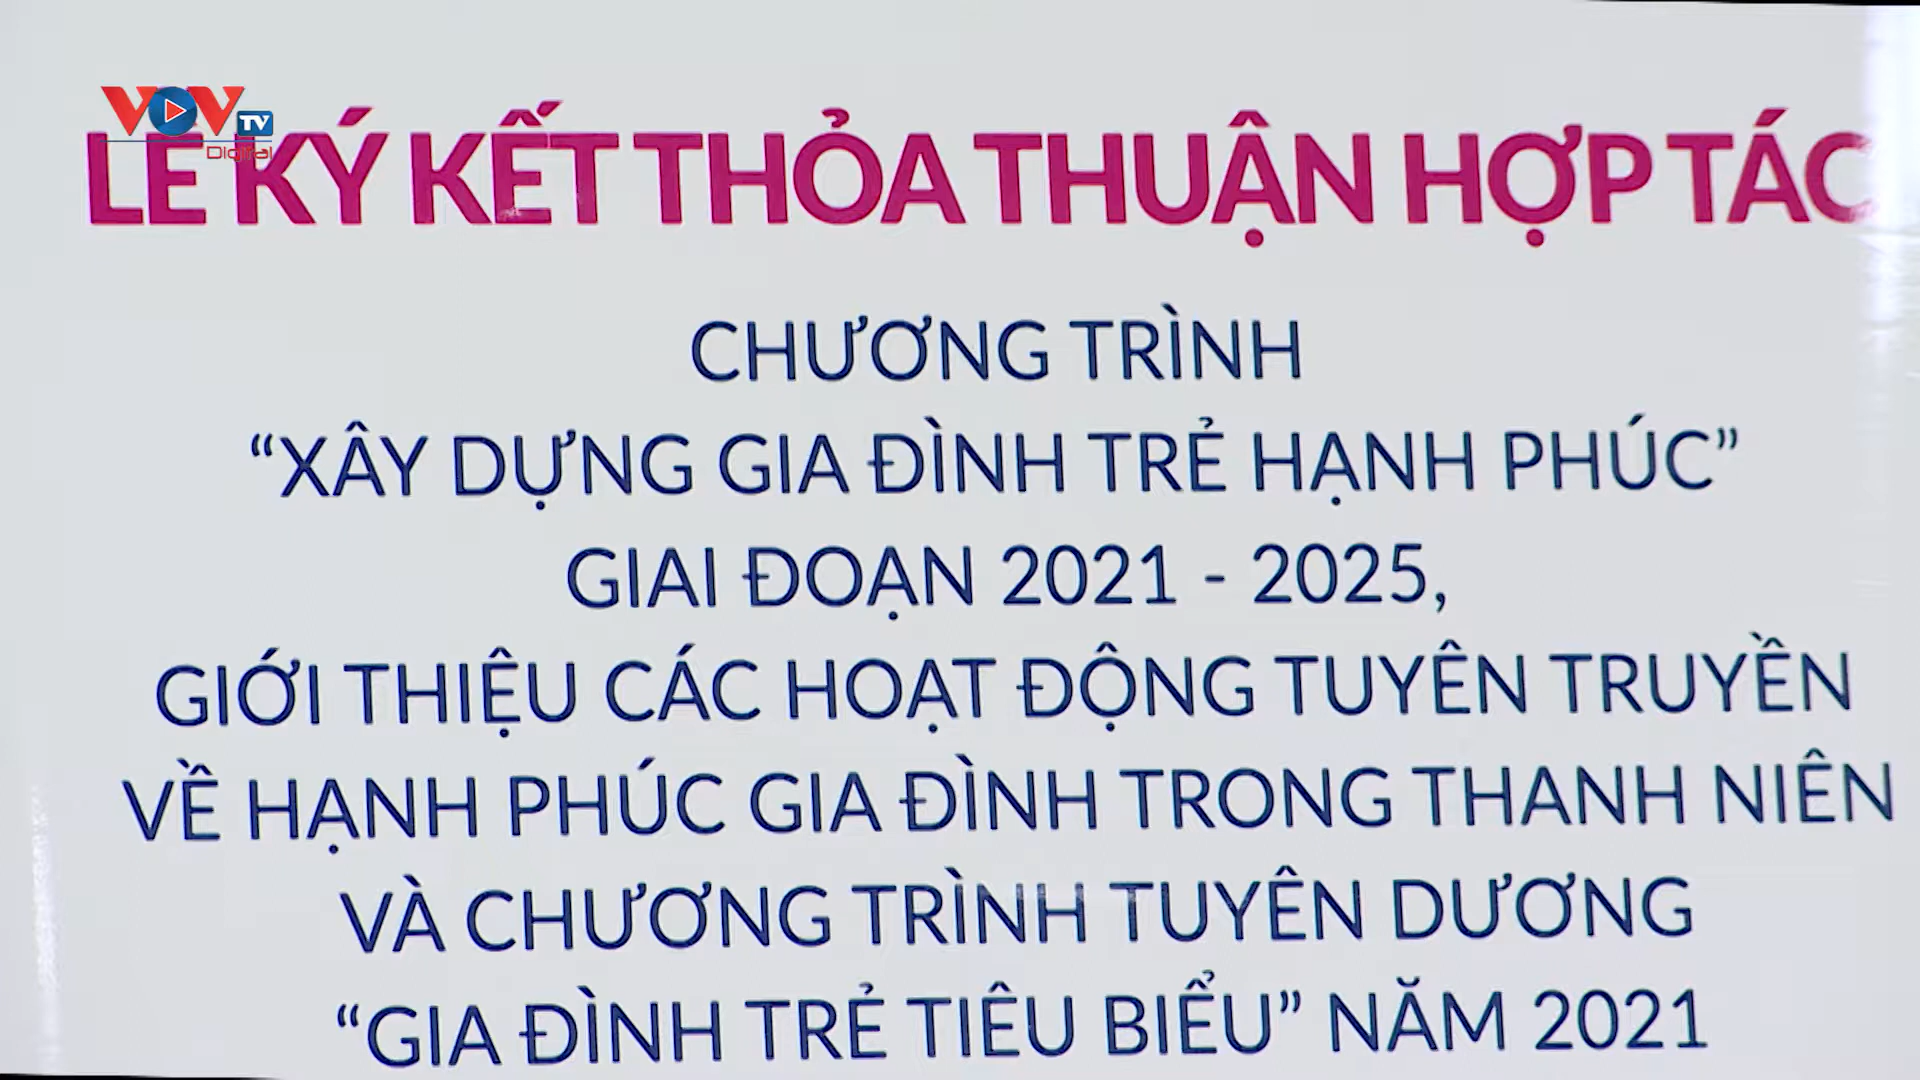 VOV TV
Digital
LỄ KÝ KẾT THỎA THUẬN HỢP TÁC
CHƯƠNG TRÌNH
“XÂY DỰNG GIA ĐÌNH TRẺ HẠNH PHÚC”
GIAI ĐOẠN 2021 - 2025,
GIỚI THIỆU CÁC HOẠT ĐỘNG TUYÊN TRUYỀN
VỀ HẠNH PHÚC GIA ĐÌNH TRONG THANH NIÊN
VÀ CHƯƠNG TRÌNH TUYÊN DƯƠNG
“GIA ĐÌNH TRẺ TIÊU BIỂU” NĂM 2021